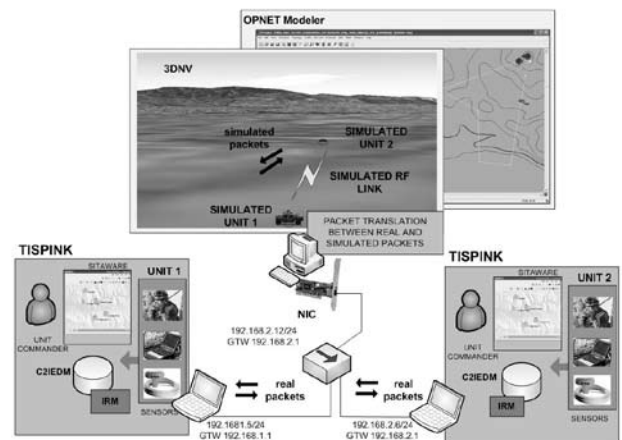 OPNET Modeler
3DNV
simulated
packets
SIMULATED
UNIT 2
SIMULATED RF
LINK
SIMULATED
UNIT 1
PACKET TRANSLATION
BETWEEN REAL AND
SIMULATED PACKETS
NIC
192.168.2.12/24
GTW 192.168.2.1
TISPINK
SITAWARE
UNIT 1
UNIT
COMMANDER
C2IEDM
IRM
SENSORS
real
packets
192.1681.5/24
GTW 192.168.1.1
real
packets
192.168.2.6/24
GTW 192.168.2.1
TISPINK
SITAWARE
UNIT 2
UNIT
COMMANDER
C2IEDM
IRM
SENSORS